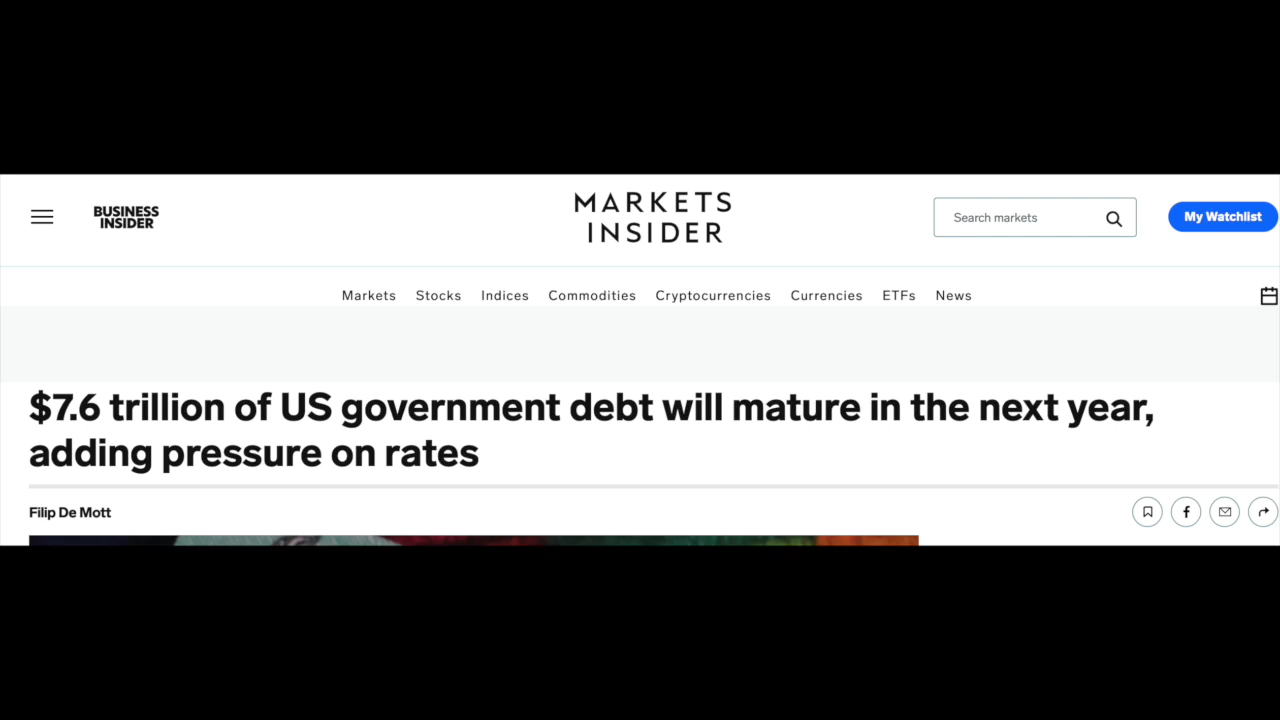 BUSINESS
INSIDER
MARKETS
INSIDER
Search markets
My Watchlist
Markets Stocks Indices Commodities Cryptocurrencies Currencies ETFs News
$7.6 trillion of US government debt will mature in the next year,
adding pressure on rates
Filip De Mott